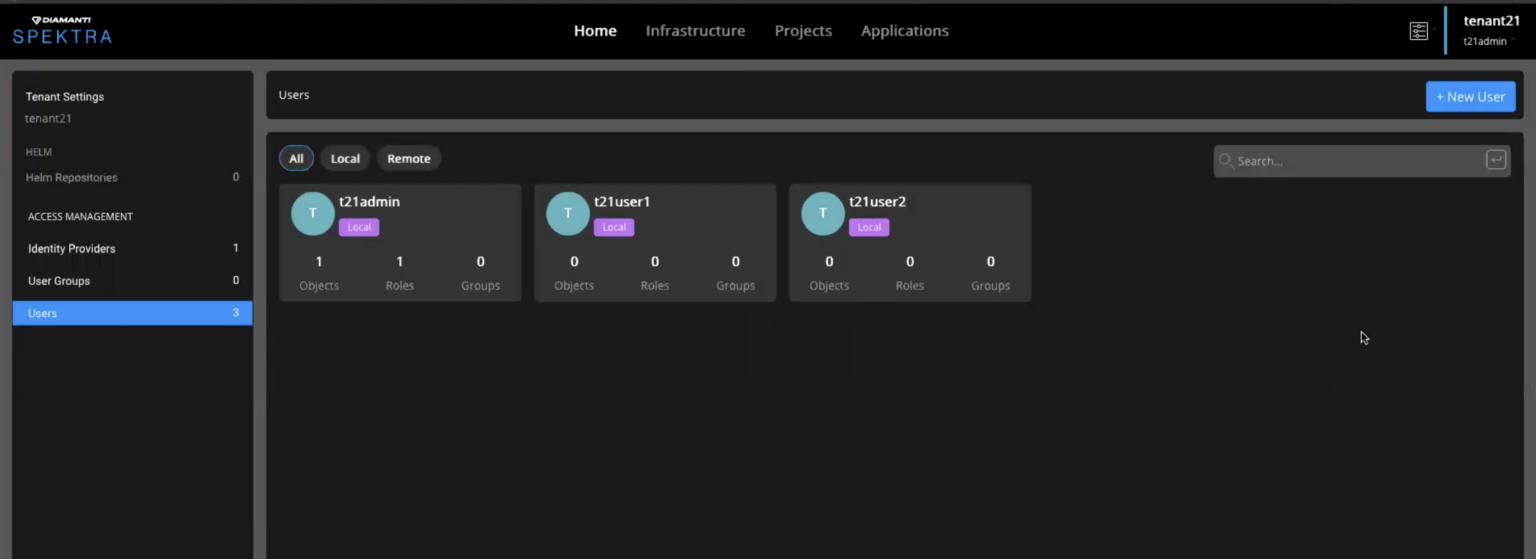 DIAMANTI
SPEKTRA
Home Infrastructure Projects Applications
tenant21
t21admin
Tenant Settings
tenant21
HELM
Helm Repositories 0
ACCESS MANAGEMENT
Identity Providers 1
User Groups 0
Users 3
Users
+ New User
All Local Remote
Search...
T t21admin
Local
1 1 0
Objects Roles Groups
T t21user1
Local
0 0 0
Objects Roles Groups
T t21user2
Local
0 0 0
Objects Roles Groups